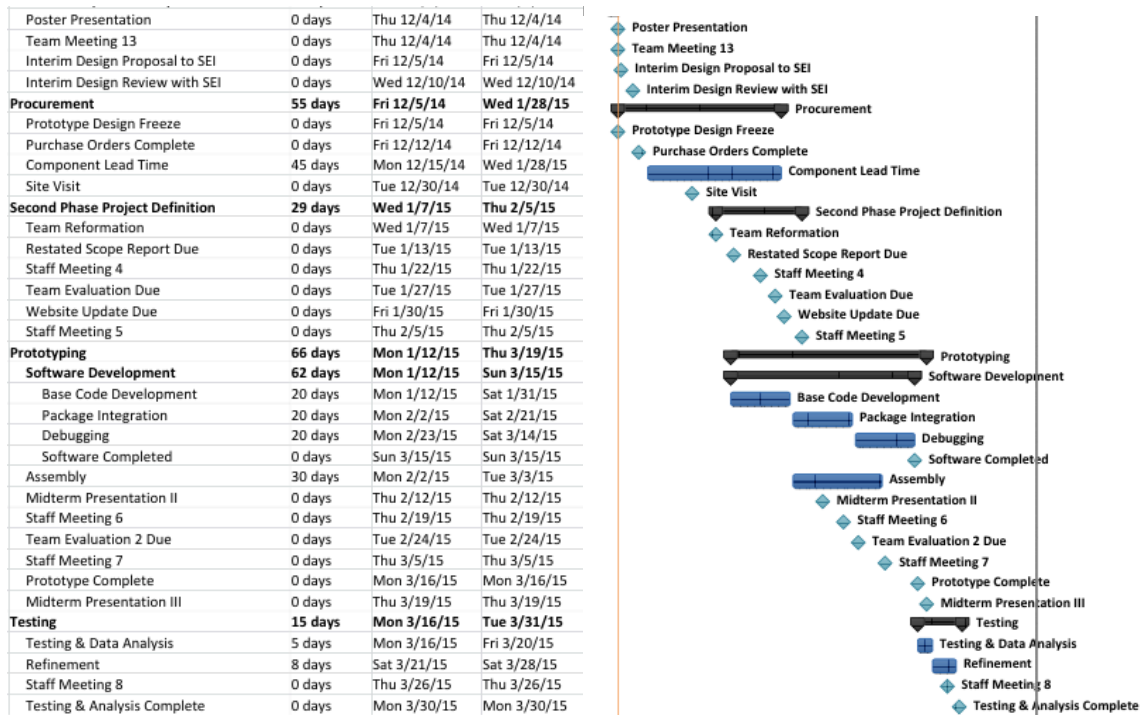 Poster Presentation 0 days Thu 12/4/14 Thu 12/4/14 Poster Presentation
Team Meeting 13 0 days Thu 12/4/14 Thu 12/4/14 Team Meeting 13
Interim Design Proposal to SEI 0 days Fri 12/5/14 Fri 12/5/14 Interim Design Proposal to SEI
Interim Design Review with SEI 0 days Wed 12/10/14 Wed 12/10/14 Interim Design Review with SEI
Procurement 55 days Fri 12/5/14 Wed 1/28/15 Procurement
Prototype Design Freeze 0 days Fri 12/5/14 Fri 12/5/14 Prototype Design Freeze
Purchase Orders Complete 0 days Fri 12/12/14 Fri 12/12/14 Purchase Orders Complete
Component Lead Time 45 days Mon 12/15/14 Wed 1/28/15 Component Lead Time
Site Visit 0 days Tue 12/30/14 Tue 12/30/14 Site Visit
Second Phase Project Definition 29 days Wed 1/7/15 Thu 2/5/15 Second Phase Project Definition
Team Reformation 0 days Wed 1/7/15 Wed 1/7/15 Team Reformation
Restated Scope Report Due 0 days Tue 1/13/15 Tue 1/13/15 Restated Scope Report Due
Staff Meeting 4 0 days Thu 1/22/15 Thu 1/22/15 Staff Meeting 4
Team Evaluation Due 0 days Tue 1/27/15 Tue 1/27/15 Team Evaluation Due
Website Update Due 0 days Fri 1/30/15 Fri 1/30/15 Website Update Due
Staff Meeting 5 0 days Thu 2/5/15 Thu 2/5/15 Staff Meeting 5
Prototyping 66 days Mon 1/12/15 Thu 3/19/15 Prototyping
Software Development 62 days Mon 1/12/15 Sun 3/15/15 Software Development
Base Code Development 20 days Mon 1/12/15 Sat 1/31/15 Base Code Development
Package Integration 20 days Mon 2/2/15 Sat 2/21/15 Package Integration
Debugging 20 days Mon 2/23/15 Sat 3/14/15 Debugging
Software Completed 0 days Sun 3/15/15 Sun 3/15/15 Software Completed
Assembly 30 days Mon 2/2/15 Tue 3/3/15 Assembly
Midterm Presentation II 0 days Thu 2/12/15 Thu 2/12/15 Midterm Presentation II
Staff Meeting 6 0 days Thu 2/19/15 Thu 2/19/15 Staff Meeting 6
Team Evaluation 2 Due 0 days Tue 2/24/15 Tue 2/24/15 Team Evaluation 2 Due
Staff Meeting 7 0 days Thu 3/5/15 Thu 3/5/15 Staff Meeting 7
Prototype Complete 0 days Mon 3/16/15 Mon 3/16/15 Prototype Complete
Midterm Presentation III 0 days Thu 3/19/15 Thu 3/19/15 Midterm Presentation III
Testing 15 days Mon 3/16/15 Tue 3/31/15 Testing
Testing & Data Analysis 5 days Mon 3/16/15 Fri 3/20/15 Testing & Data Analysis
Refinement 8 days Sat 3/21/15 Sat 3/28/15 Refinement
Staff Meeting 8 0 days Thu 3/26/15 Thu 3/26/15 Staff Meeting 8
Testing & Analysis Complete 0 days Mon 3/30/15 Mon 3/30/15 Testing & Analysis Complete